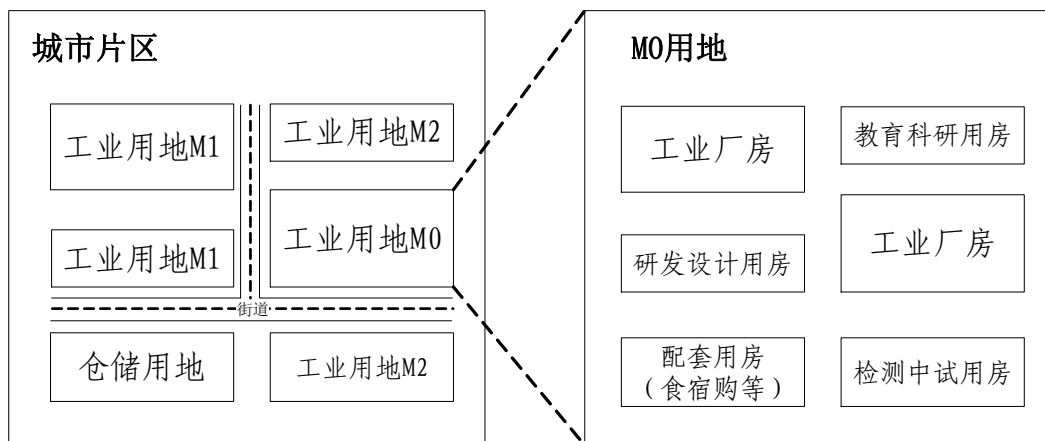 城市片区
工业用地M1
工业用地M2
工业用地M1
工业用地M0
街道
仓储用地
工业用地M2
M0用地
工业厂房
教育科研用房
研发设计用房
工业厂房
配套用房
（食宿购等）
检测中试用房